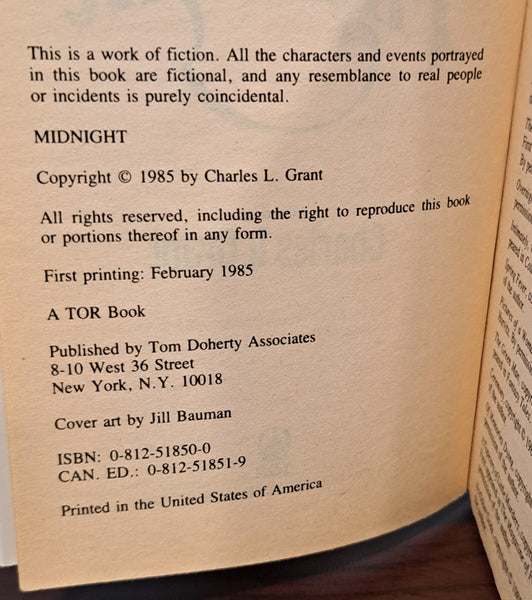 This is a work of fiction. All the characters and events portrayed
in this book are fictional, and any resemblance to real people
or incidents is purely coincidental.
MIDNIGHT
Copyright © 1985 by Charles L. Grant
All rights reserved, including the right to reproduce this book
or portions thereof in any form.
First printing: February 1985
A TOR Book
Published by Tom Doherty Associates
8-10 West 36 Street
New York, N.Y. 10018
Cover art by Jill Bauman
ISBN: 0-812-51850-0
CAN. ED.: 0-812-51851-9
Printed in the United States of America